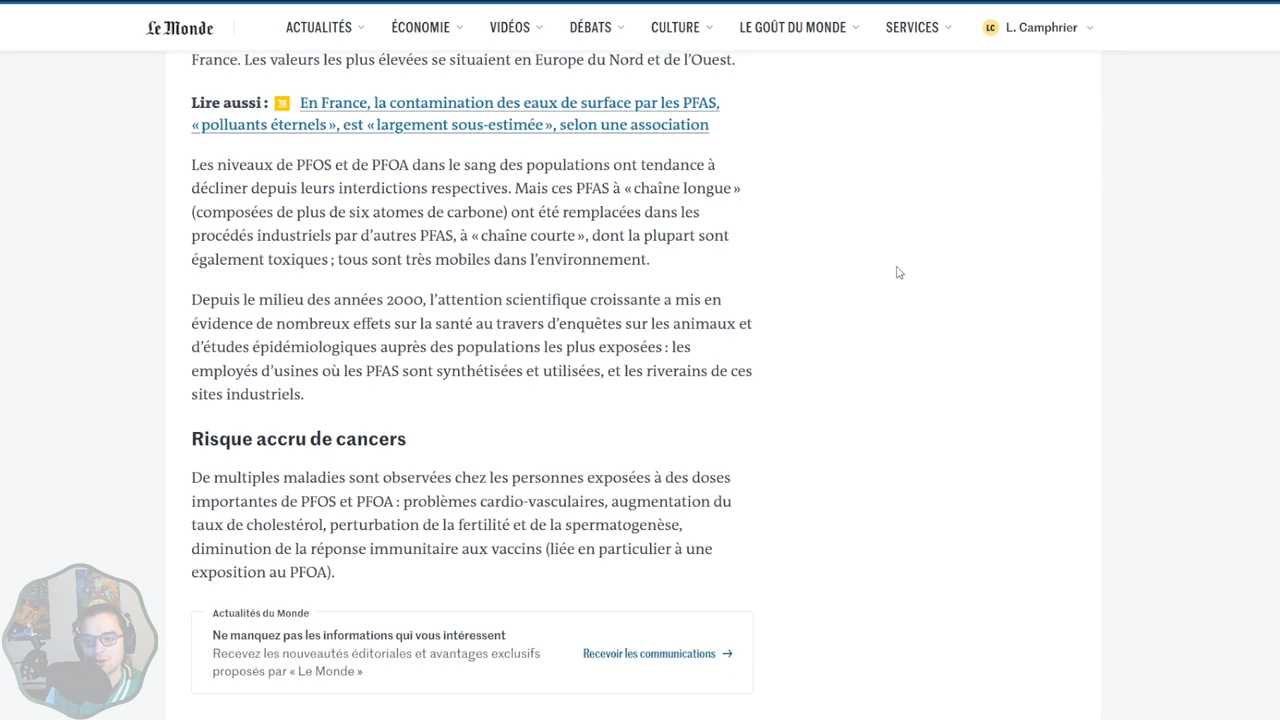 Le Monde
ACTUALITÉS
ÉCONOMIE
VIDÉOS
DÉBATS
CULTURE
LE GOÛT DU MONDE
SERVICES
LC
L. Camphrier
France. Les valeurs les plus élevées se situaient en Europe du Nord et de l’Ouest.
Lire aussi : En France, la contamination des eaux de surface par les PFAS,
« polluants éternels », est « largement sous-estimée », selon une association
Les niveaux de PFOS et de PFOA dans le sang des populations ont tendance à
décliner depuis leurs interdictions respectives. Mais ces PFAS à « chaîne longue »
(composées de plus de six atomes de carbone) ont été remplacées dans les
procédés industriels par d’autres PFAS, à « chaîne courte », dont la plupart sont
également toxiques ; tous sont très mobiles dans l’environnement.
Depuis le milieu des années 2000, l’attention scientifique croissante a mis en
évidence de nombreux effets sur la santé au travers d’enquêtes sur les animaux et
d’études épidémiologiques auprès des populations les plus exposées : les
employés d’usines où les PFAS sont synthétisées et utilisées, et les riverains de ces
sites industriels.
Risque accru de cancers
De multiples maladies sont observées chez les personnes exposées à des doses
importantes de PFOS et PFOA : problèmes cardio-vasculaires, augmentation du
taux de cholestérol, perturbation de la fertilité et de la spermatogenèse,
diminution de la réponse immunitaire aux vaccins (liée en particulier à une
exposition au PFOA).
Actualités du Monde
Ne manquez pas les informations qui vous intéressent
Recevez les nouveautés éditoriales et avantages exclusifs
proposés par « Le Monde »
Recevoir les communications →